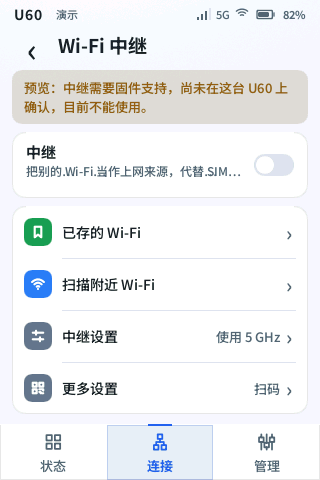 U60 演示 5G 82%
Wi-Fi 中继
预览：中继需要固件支持，尚未在这台 U60 上
确认，目前不能使用。
中继
把别的.Wi-Fi.当作上网来源，代替.SIM…
已存的 Wi-Fi
扫描附近 Wi-Fi
中继设置 使用 5 GHz
更多设置 扫码
状态 连接 管理